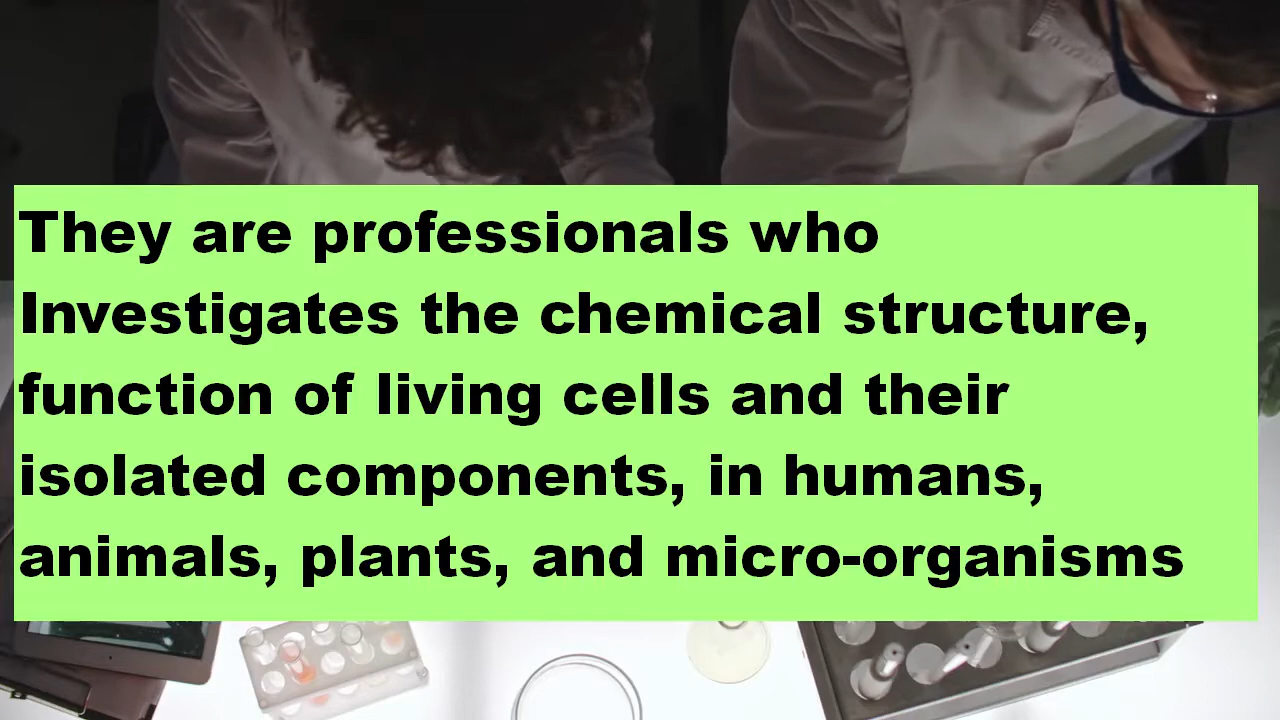 They are professionals who
Investigates the chemical structure,
function of living cells and their
isolated components, in humans,
animals, plants, and micro-organisms